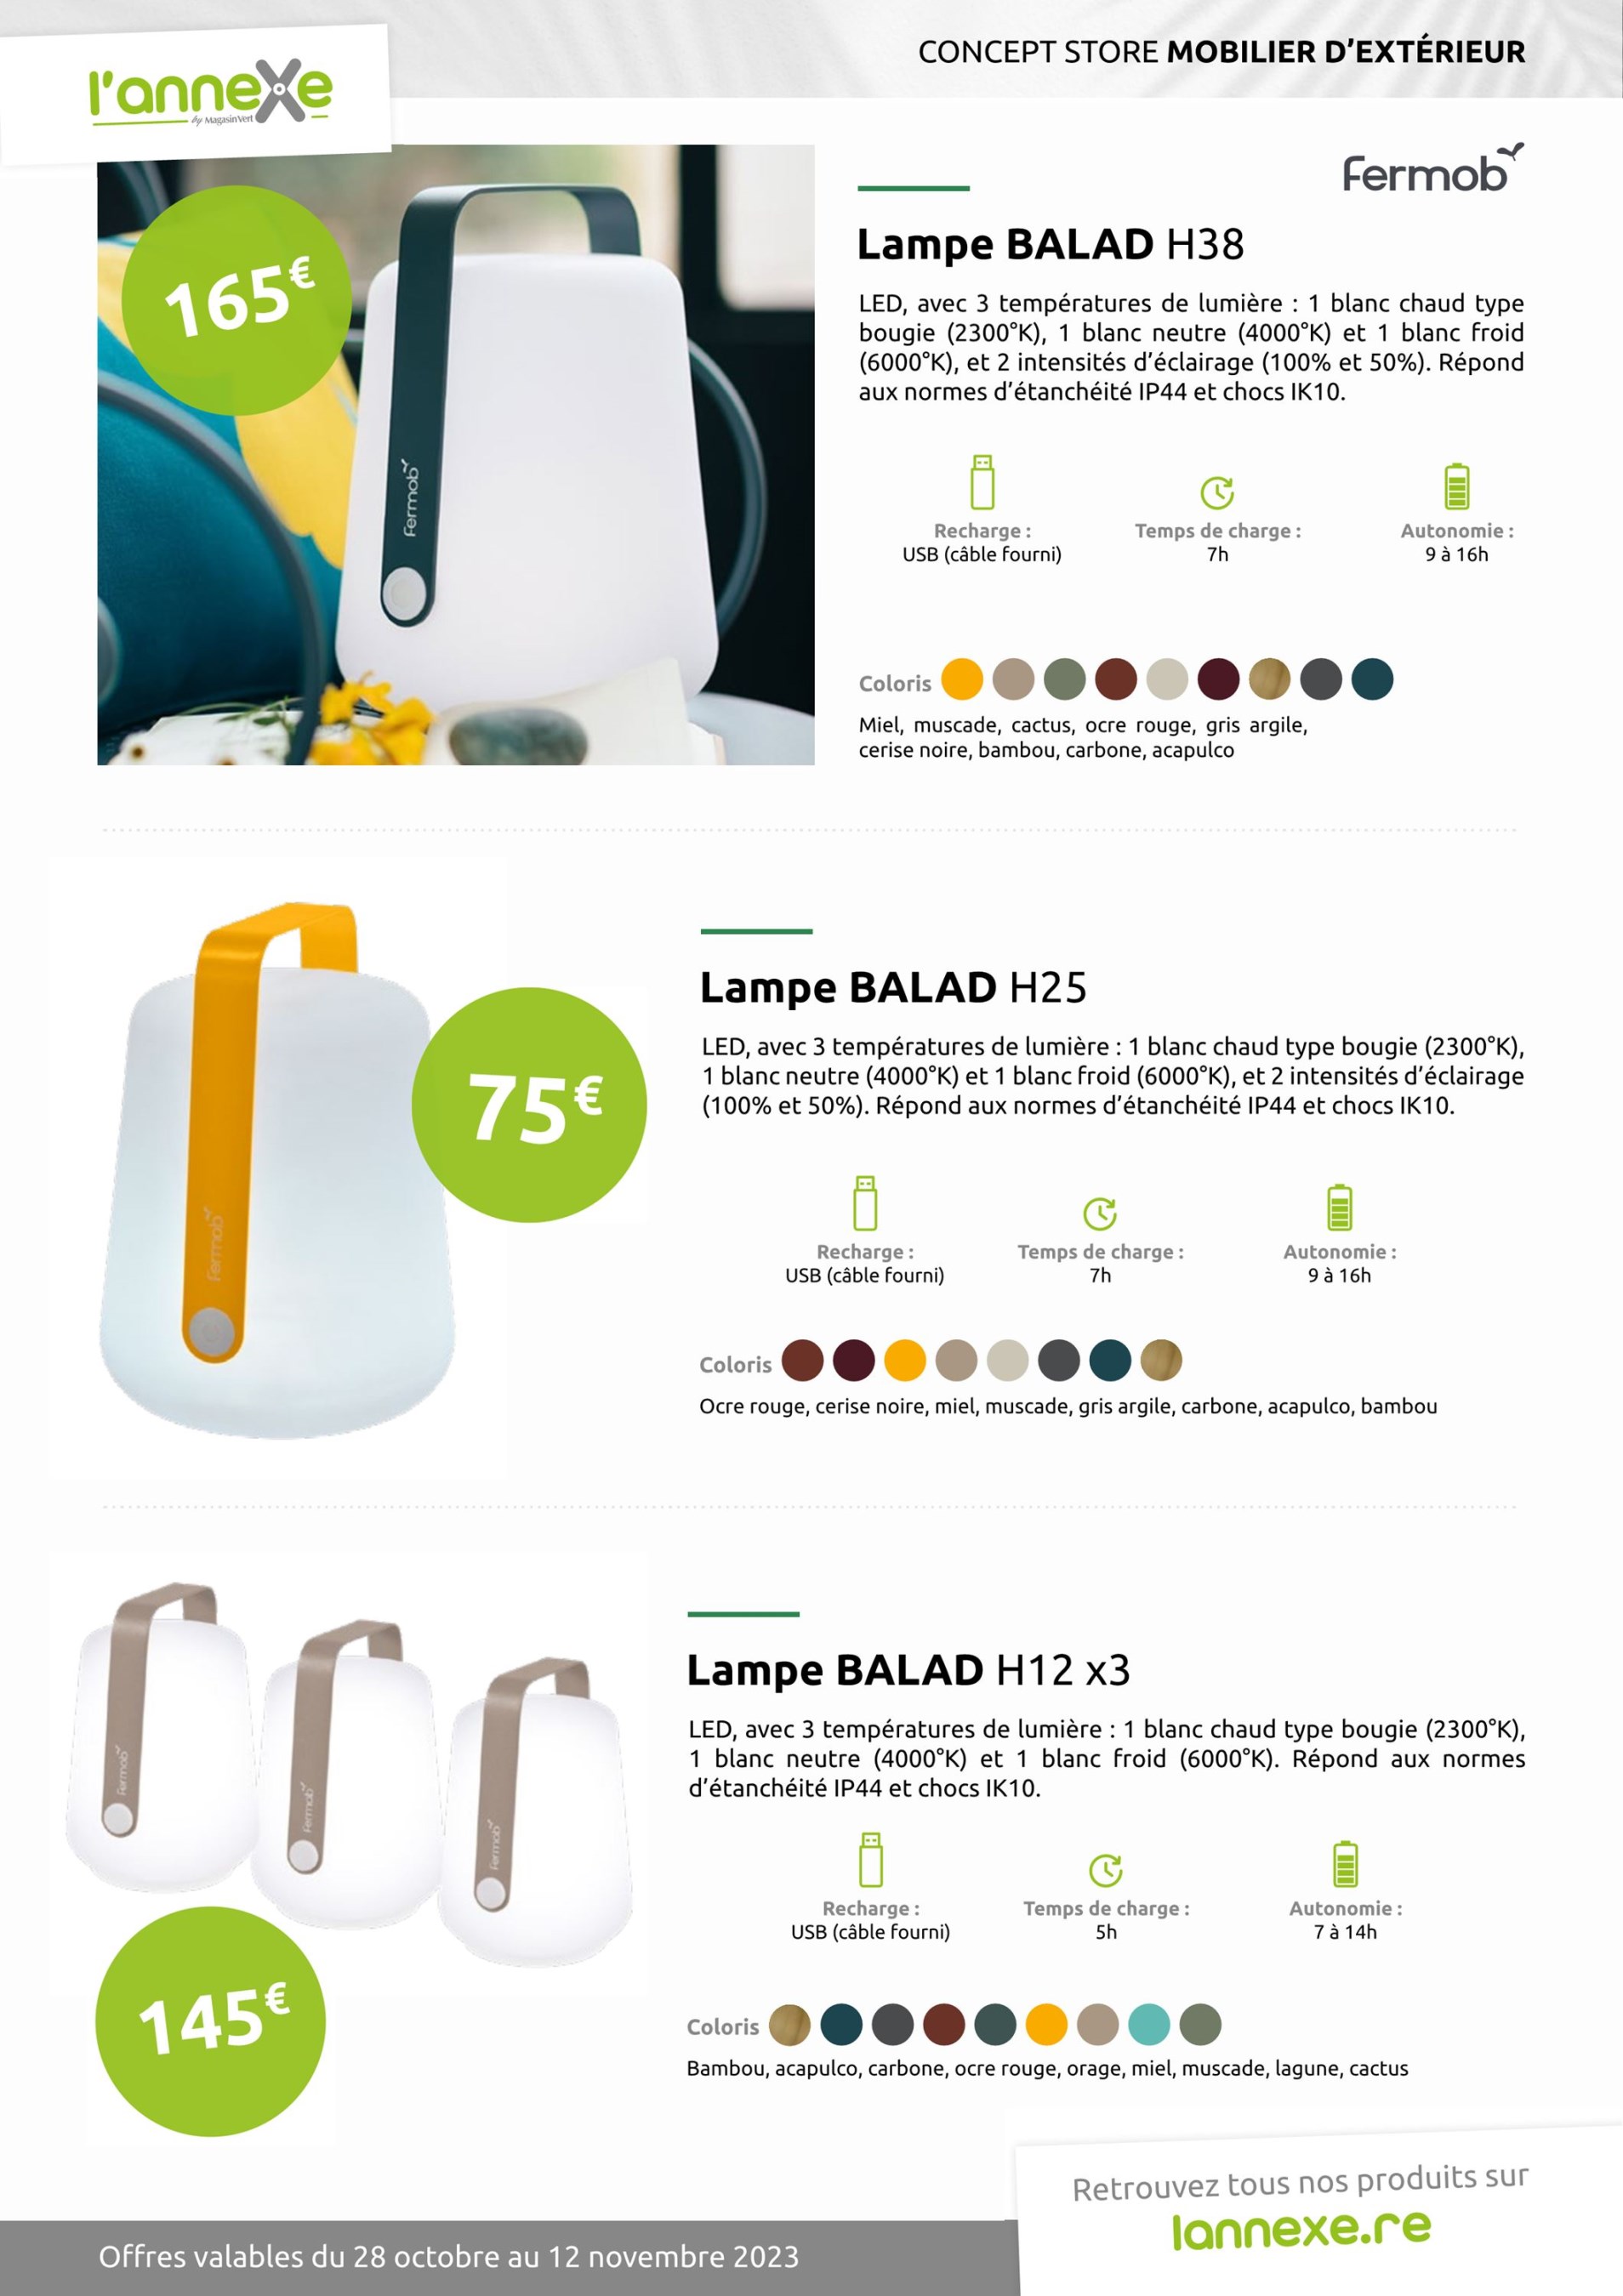 l'annexe
by Magasin Vert
CONCEPT STORE MOBILIER D'EXTÉRIEUR
165€
Fermob
Fermob
Lampe BALAD H38
LED, avec 3 températures de lumière : 1 blanc chaud type
bougie (2300°K), 1 blanc neutre (4000°K) et 1 blanc froid
(6000°K), et 2 intensités d'éclairage (100% et 50%). Répond
aux normes d'étanchéité IP44 et chocs IK10.
Recharge :
USB (câble fourni)
Temps de charge :
7h
Autonomie :
9 à 16h
Coloris
Miel, muscade, cactus, ocre rouge, gris argile,
cerise noire, bambou, carbone, acapulco
Fermob
75€
Lampe BALAD H25
LED, avec 3 températures de lumière : 1 blanc chaud type bougie (2300°K),
1 blanc neutre (4000°K) et 1 blanc froid (6000°K), et 2 intensités d'éclairage
(100% et 50%). Répond aux normes d'étanchéité IP44 et chocs IK10.
Recharge :
USB (câble fourni)
Temps de charge :
7h
Autonomie :
9 à 16h
Coloris
Ocre rouge, cerise noire, miel, muscade, gris argile, carbone, acapulco, bambou
Fermob
Fermob
Fermob
145€
Lampe BALAD H12 x3
LED, avec 3 températures de lumière : 1 blanc chaud type bougie (2300°K),
1 blanc neutre (4000°K) et 1 blanc froid (6000°K). Répond aux normes
d'étanchéité IP44 et chocs IK10.
Recharge :
USB (câble fourni)
Temps de charge :
5h
Autonomie :
7 à 14h
Coloris
Bambou, acapulco, carbone, ocre rouge, orage, miel, muscade, lagune, cactus
Retrouvez tous nos produits sur
lannexe.re
Offres valables du 28 octobre au 12 novembre 2023